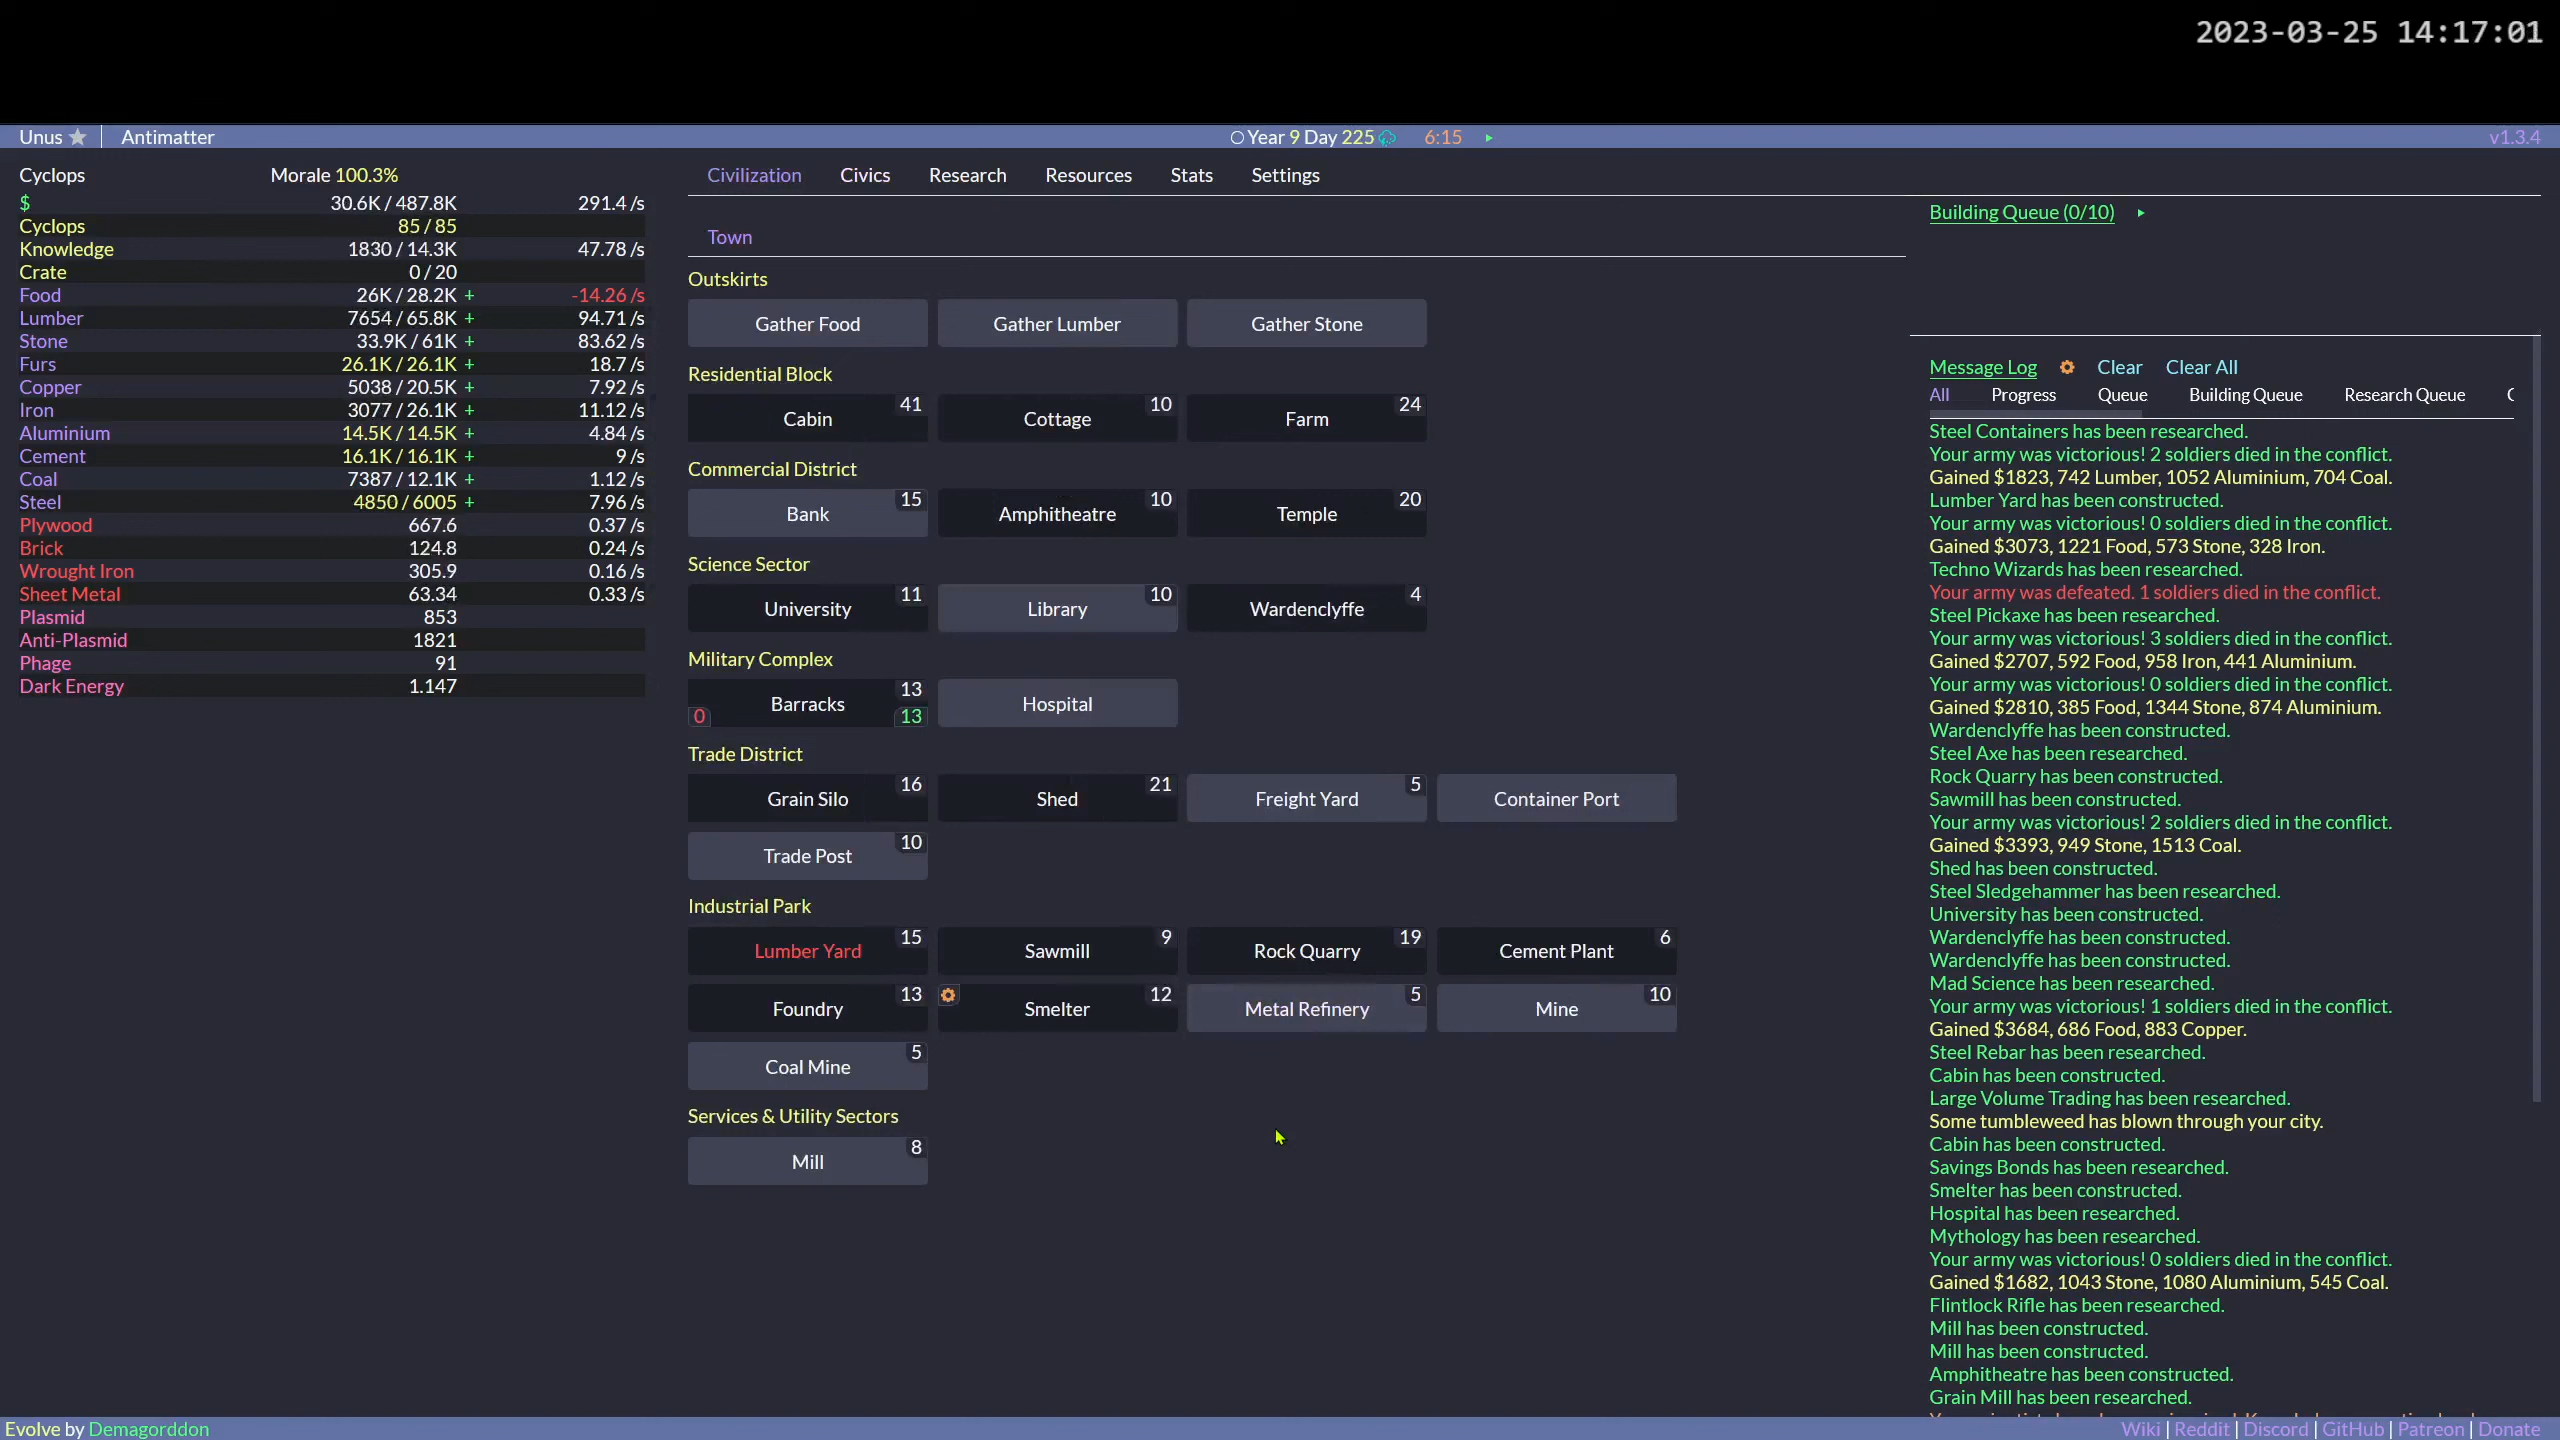 2023-03-25 14:17:01
Unus Antimatter Year 9 Day 225 6:15 v1.3.4
Cyclops Morale 100.3%
$ 30.6K / 487.8K 291.4 /s
Cyclops 85 / 85
Knowledge 1830 / 14.3K 47.78 /s
Crate 0 / 20
Food 26K / 28.2K + -14.26 /s
Lumber 7654 / 65.8K + 94.71 /s
Stone 33.9K / 61K + 83.62 /s
Furs 26.1K / 26.1K + 18.7 /s
Copper 5038 / 20.5K + 7.92 /s
Iron 3077 / 26.1K + 11.12 /s
Aluminium 14.5K / 14.5K + 4.84 /s
Cement 16.1K / 16.1K + 9 /s
Coal 7387 / 12.1K + 1.12 /s
Steel 4850 / 6005 + 7.96 /s
Plywood 667.6 0.37 /s
Brick 124.8 0.24 /s
Wrought Iron 305.9 0.16 /s
Sheet Metal 63.34 0.33 /s
Plasmid 853
Anti-Plasmid 1821
Phage 91
Dark Energy 1.147
Civilization Civics Research Resources Stats Settings
Town
Outskirts
Gather Food Gather Lumber Gather Stone
Residential Block
Cabin 41 Cottage 10 Farm 24
Commercial District
Bank 15 Amphitheatre 10 Temple 20
Science Sector
University 11 Library 10 Wardenclyffe 4
Military Complex
Barracks 13 0 13 Hospital
Trade District
Grain Silo 16 Shed 21 Freight Yard 5 Container Port
Trade Post 10
Industrial Park
Lumber Yard 15 Sawmill 9 Rock Quarry 19 Cement Plant 6
Foundry 13 Smelter 12 Metal Refinery 5 Mine 10
Coal Mine 5
Services & Utility Sectors
Mill 8
Building Queue (0/10)
Message Log Clear Clear All
All Progress Queue Building Queue Research Queue
Steel Containers has been researched.
Your army was victorious! 2 soldiers died in the conflict.
Gained $1823, 742 Lumber, 1052 Aluminium, 704 Coal.
Lumber Yard has been constructed.
Your army was victorious! 0 soldiers died in the conflict.
Gained $3073, 1221 Food, 573 Stone, 328 Iron.
Techno Wizards has been researched.
Your army was defeated. 1 soldiers died in the conflict.
Steel Pickaxe has been researched.
Your army was victorious! 3 soldiers died in the conflict.
Gained $2707, 592 Food, 958 Iron, 441 Aluminium.
Your army was victorious! 0 soldiers died in the conflict.
Gained $2810, 385 Food, 1344 Stone, 874 Aluminium.
Wardenclyffe has been constructed.
Steel Axe has been researched.
Rock Quarry has been constructed.
Sawmill has been constructed.
Your army was victorious! 2 soldiers died in the conflict.
Gained $3393, 949 Stone, 1513 Coal.
Shed has been constructed.
Steel Sledgehammer has been researched.
University has been constructed.
Wardenclyffe has been constructed.
Wardenclyffe has been constructed.
Mad Science has been researched.
Your army was victorious! 1 soldiers died in the conflict.
Gained $3684, 686 Food, 883 Copper.
Steel Rebar has been researched.
Cabin has been constructed.
Large Volume Trading has been researched.
Some tumbleweed has blown through your city.
Cabin has been constructed.
Savings Bonds has been researched.
Smelter has been constructed.
Hospital has been researched.
Mythology has been researched.
Your army was victorious! 0 soldiers died in the conflict.
Gained $1682, 1043 Stone, 1080 Aluminium, 545 Coal.
Flintlock Rifle has been researched.
Mill has been constructed.
Mill has been constructed.
Amphitheatre has been constructed.
Grain Mill has been researched.
Evolve by Demagorddon
Wiki | Reddit | Discord | GitHub | Patreon | Donate